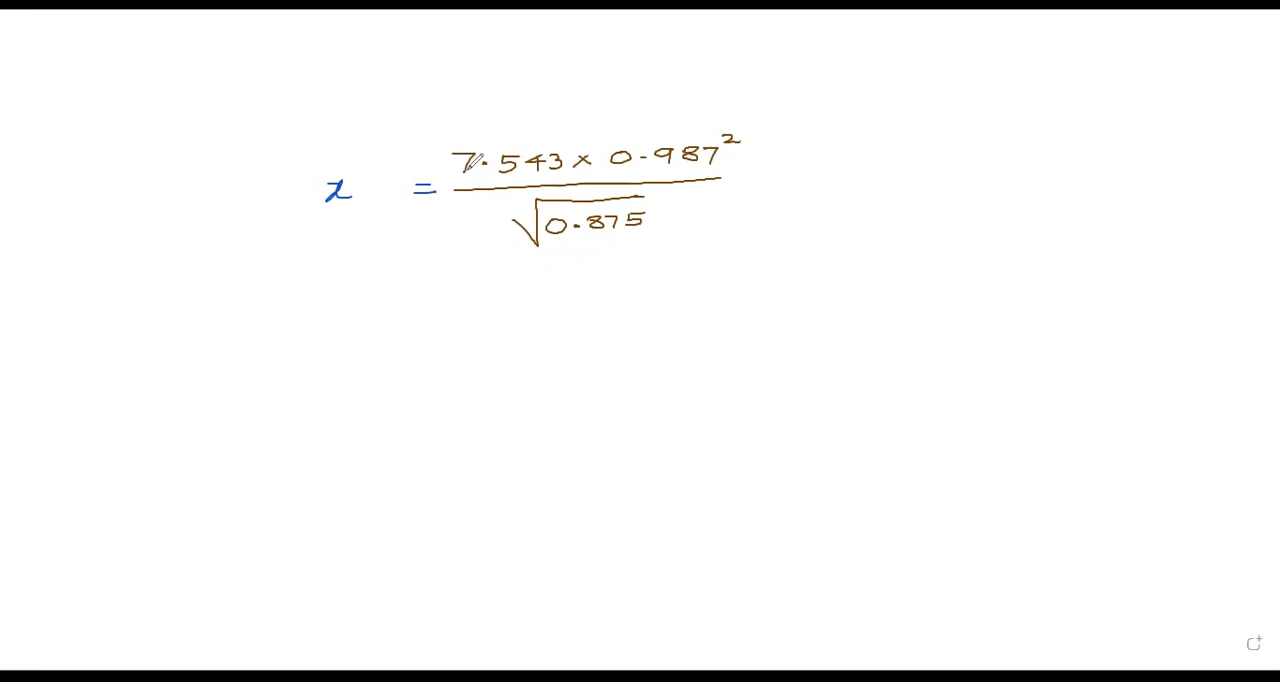 x = 7.543 × 0.987²
√0.875